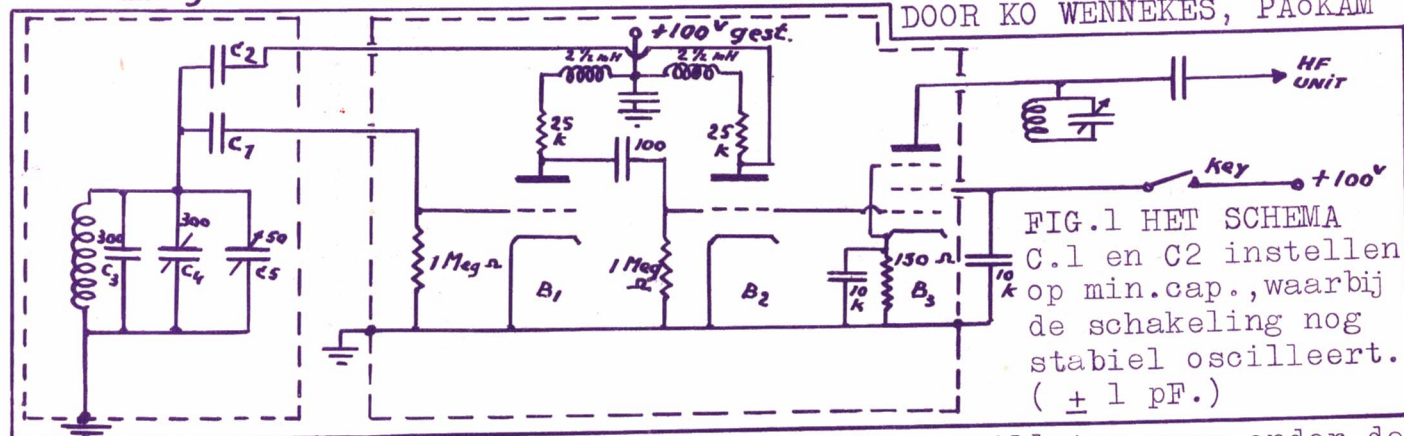 DOOR KO WENNEKES, PAoKAM
+100v gest.
2½ mH
2½ mH
C2
C1
25
k
25
k
100
HF
UNIT
key
+100v
300
C3
300
C4
50
C5
1 Meg Ω
1 Meg
Ω
B1
B2
B3
10
k
150 Ω
10
k
FIG.1 HET SCHEMA
C.1 en C2 instellen
op min.cap.,waarbij
de schakeling nog
stabiel oscilleert.
( ± 1 pF.)